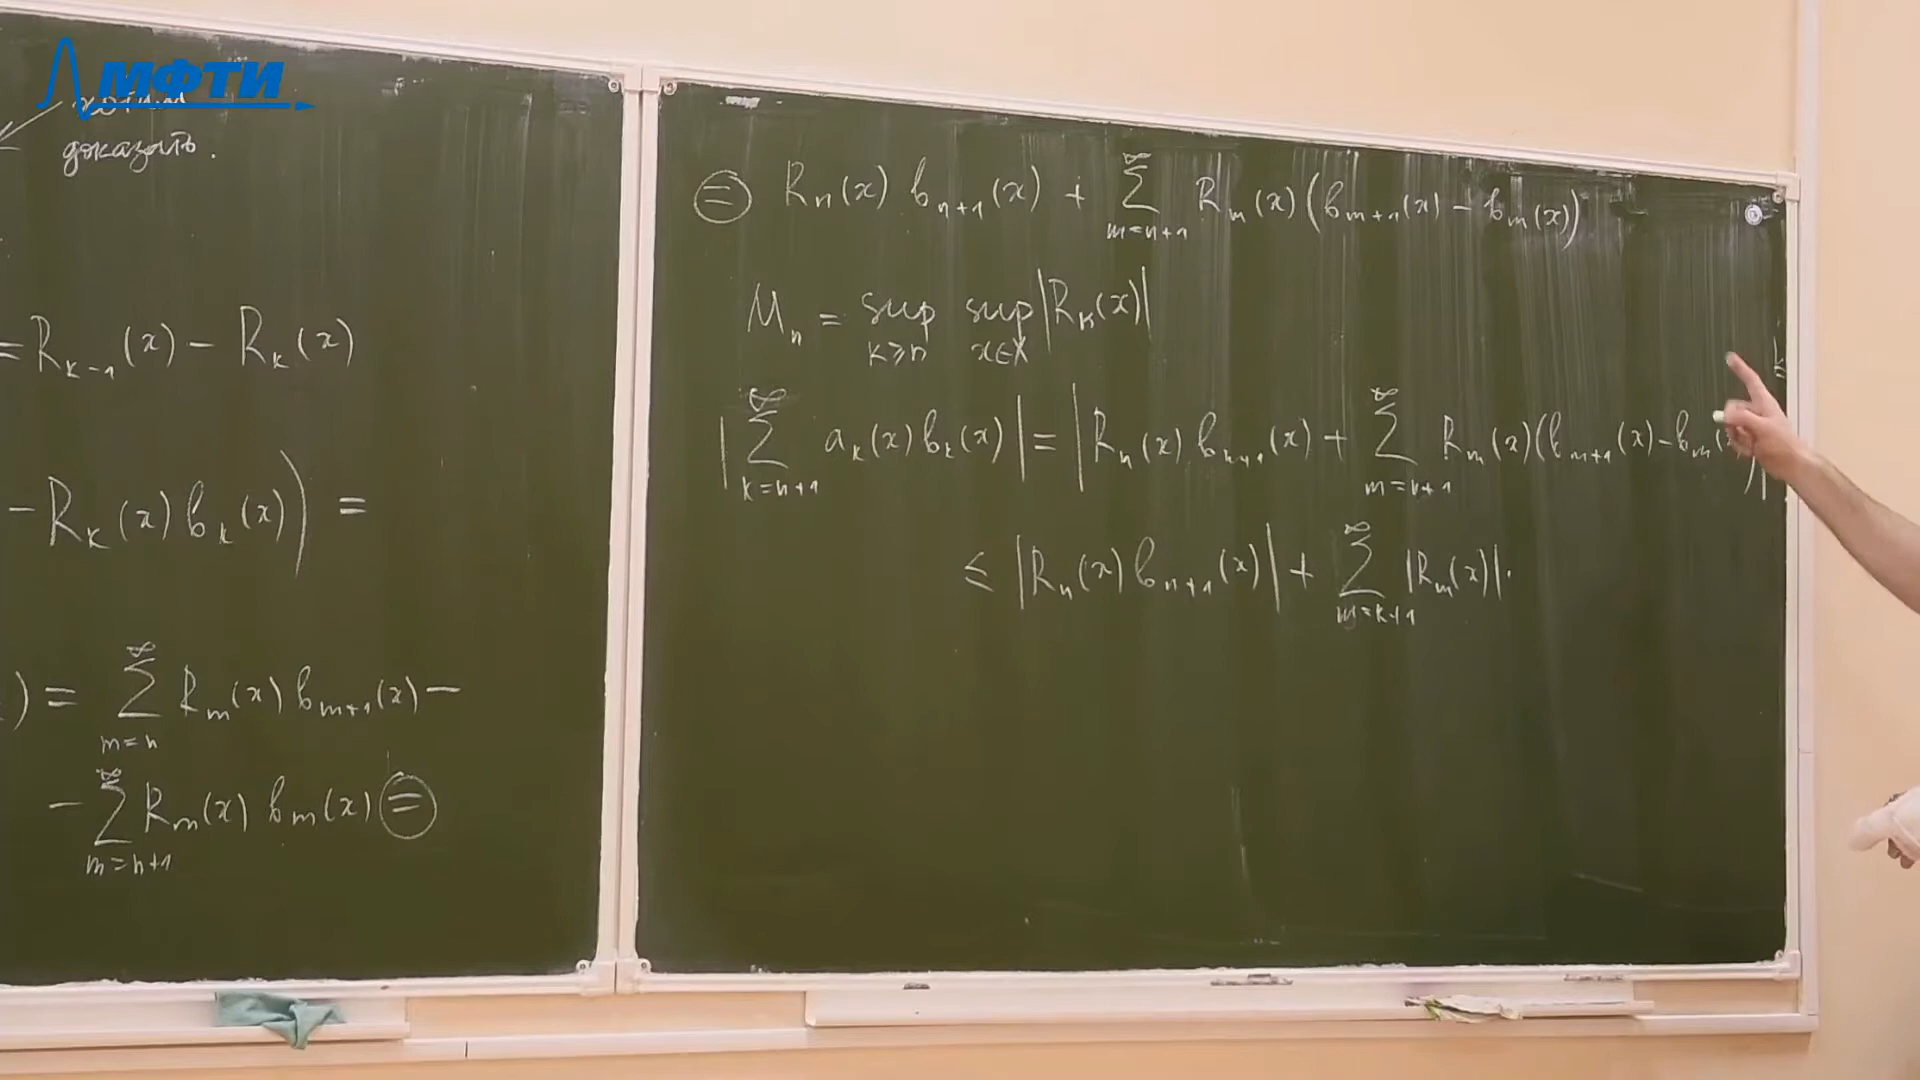 МФТИ
хотим
доказать.
= R_{k-1}(x) - R_k(x)
- R_k(x) b_k(x)) =
) = ∑_{m=n}^{∞} R_m(x) b_{m+1}(x) -
- ∑_{m=n+1}^{∞} R_m(x) b_m(x) ⊜
⊜ R_n(x) b_{n+1}(x) + ∑_{m=n+1}^{∞} R_m(x)(b_{m+1}(x) - b_m(x))
M_n = sup_{k≥n} sup_{x∈X} |R_k(x)|
|∑_{k=n+1}^{∞} a_k(x) b_k(x)| = |R_n(x) b_{n+1}(x) + ∑_{m=n+1}^{∞} R_m(x)(b_{m+1}(x) - b_m(x))|
≤ |R_n(x) b_{n+1}(x)| + ∑_{m=k+1}^{∞} |R_m(x)| ·